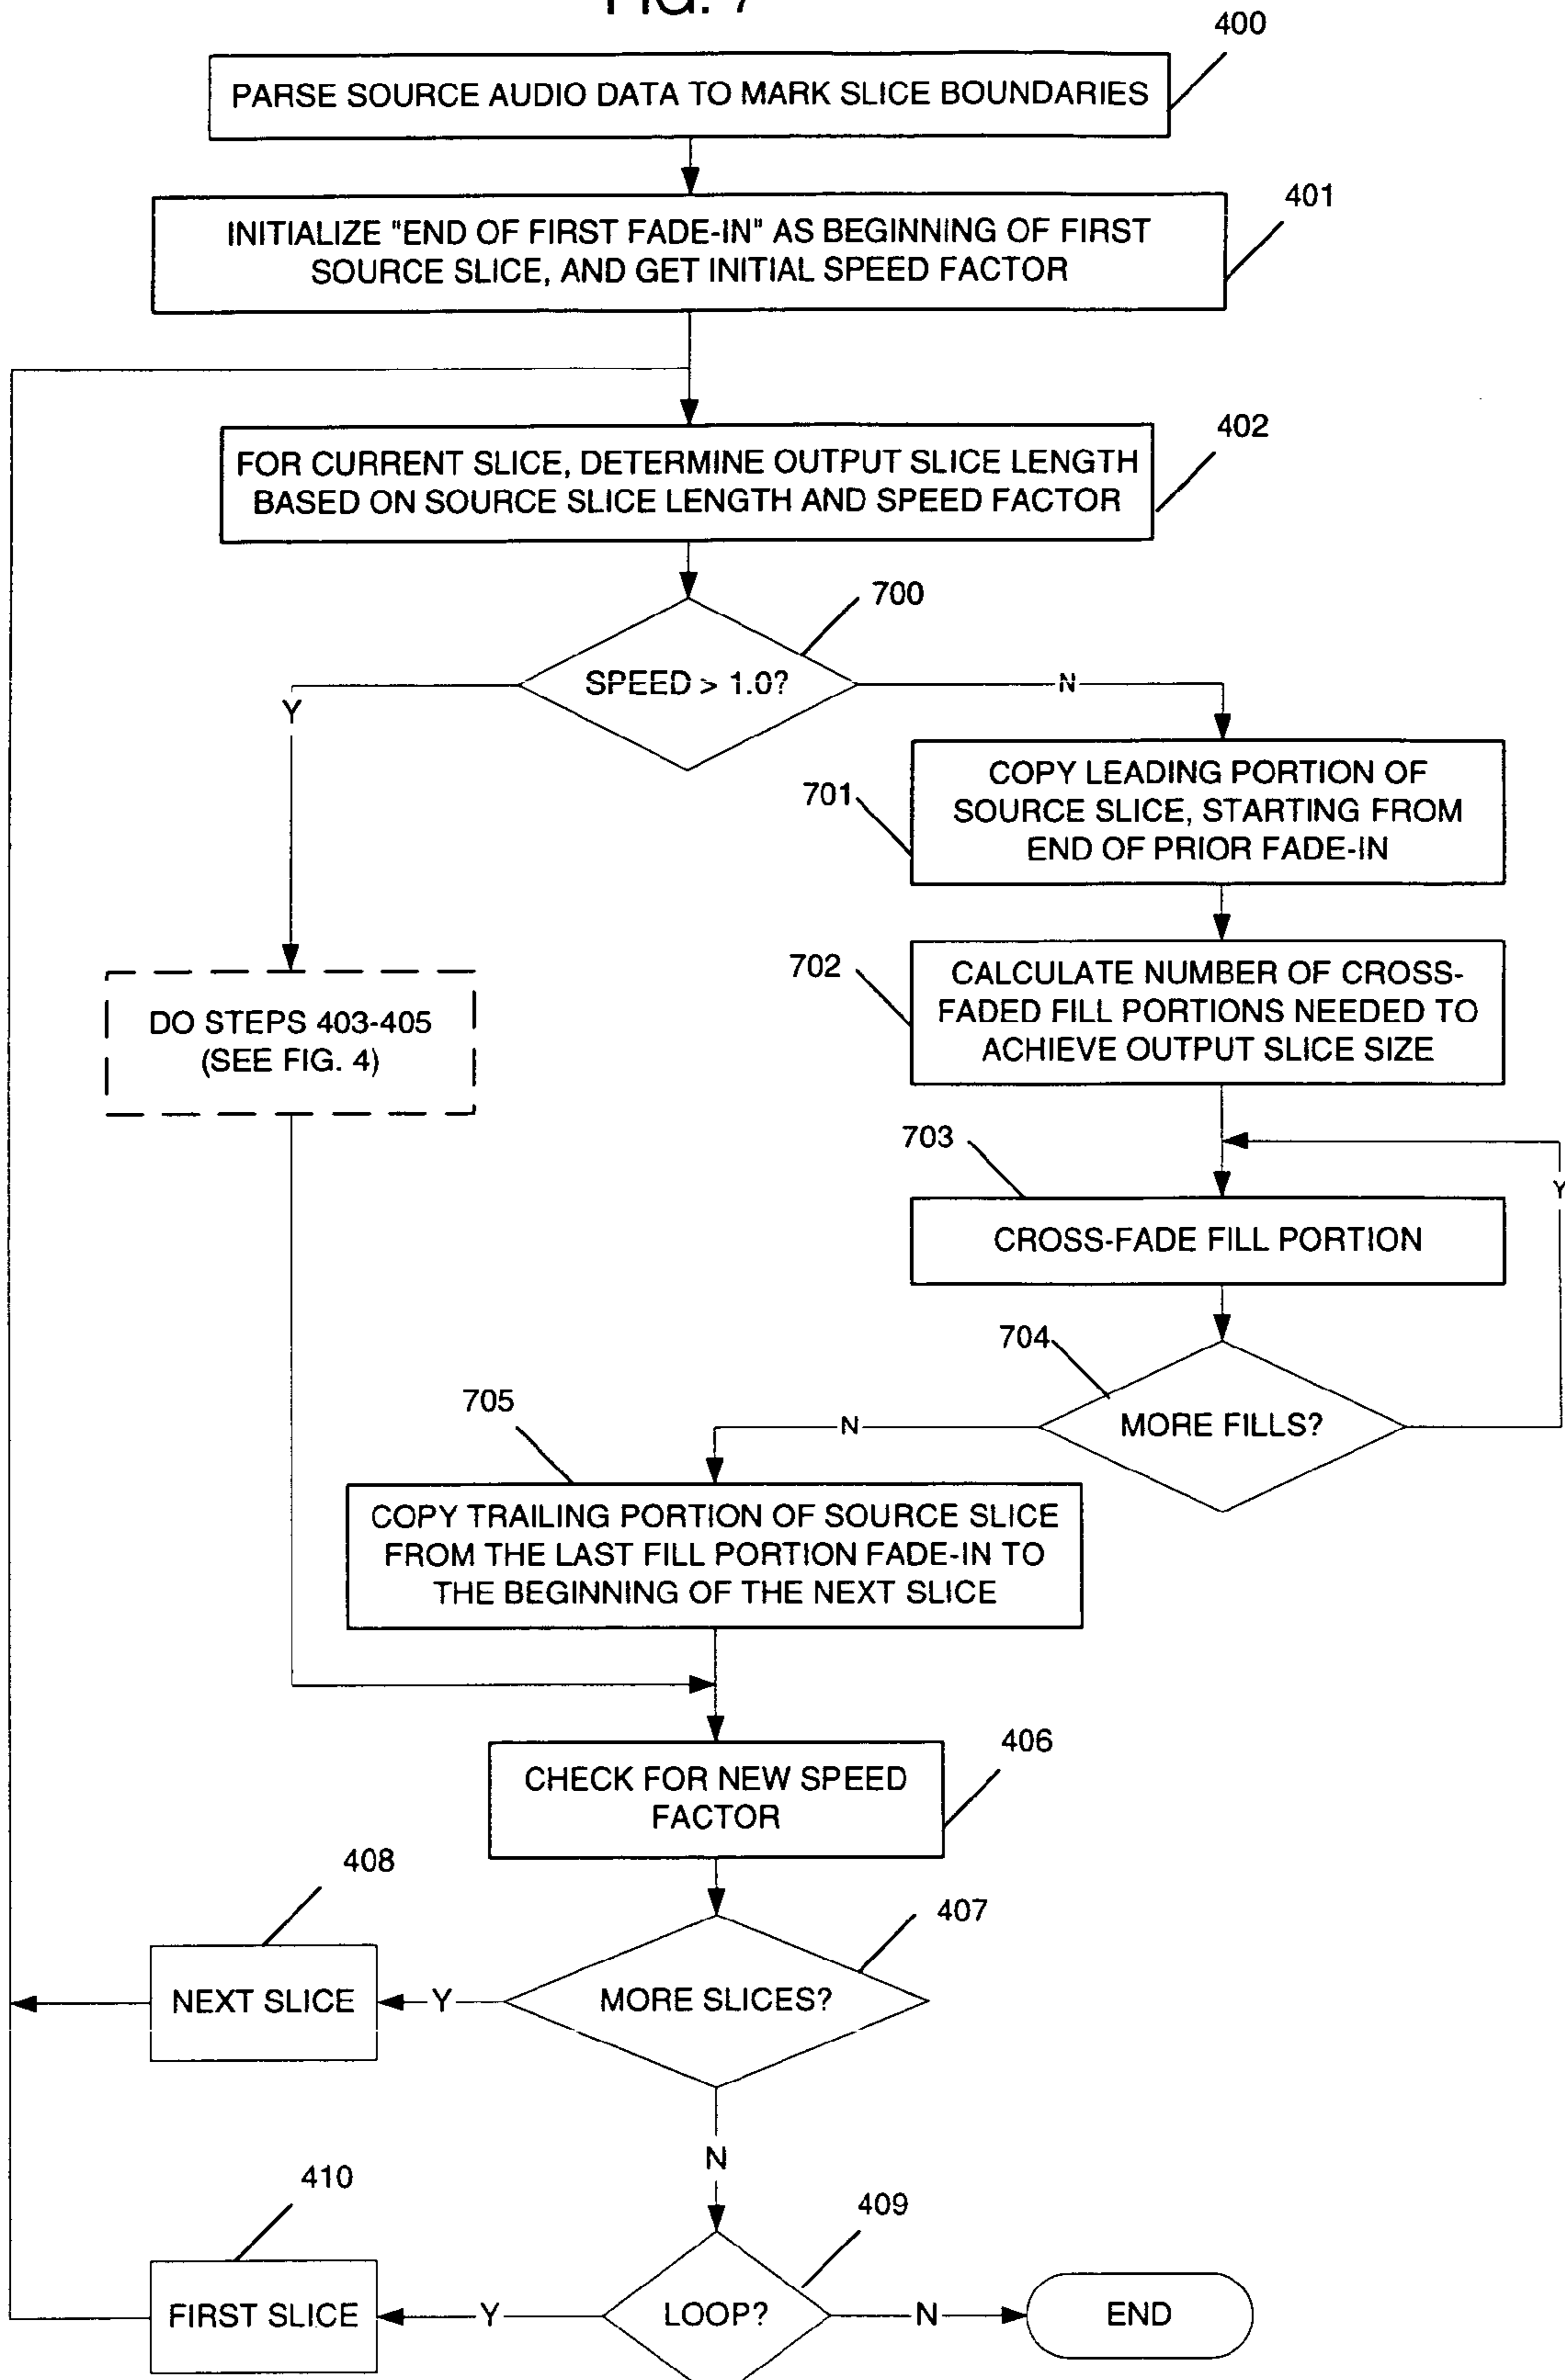 FIG. 7
400
PARSE SOURCE AUDIO DATA TO MARK SLICE BOUNDARIES
401
INITIALIZE "END OF FIRST FADE-IN" AS BEGINNING OF FIRST
SOURCE SLICE, AND GET INITIAL SPEED FACTOR
402
FOR CURRENT SLICE, DETERMINE OUTPUT SLICE LENGTH
BASED ON SOURCE SLICE LENGTH AND SPEED FACTOR
700
SPEED > 1.0?
Y
N
701
COPY LEADING PORTION OF
SOURCE SLICE, STARTING FROM
END OF PRIOR FADE-IN
702
CALCULATE NUMBER OF CROSS-
FADED FILL PORTIONS NEEDED TO
ACHIEVE OUTPUT SLICE SIZE
DO STEPS 403-405
(SEE FIG. 4)
703
Y
CROSS-FADE FILL PORTION
704
MORE FILLS?
N
705
COPY TRAILING PORTION OF SOURCE SLICE
FROM THE LAST FILL PORTION FADE-IN TO
THE BEGINNING OF THE NEXT SLICE
406
CHECK FOR NEW SPEED
FACTOR
408
407
NEXT SLICE
Y
MORE SLICES?
N
410
409
FIRST SLICE
Y
LOOP?
N
END